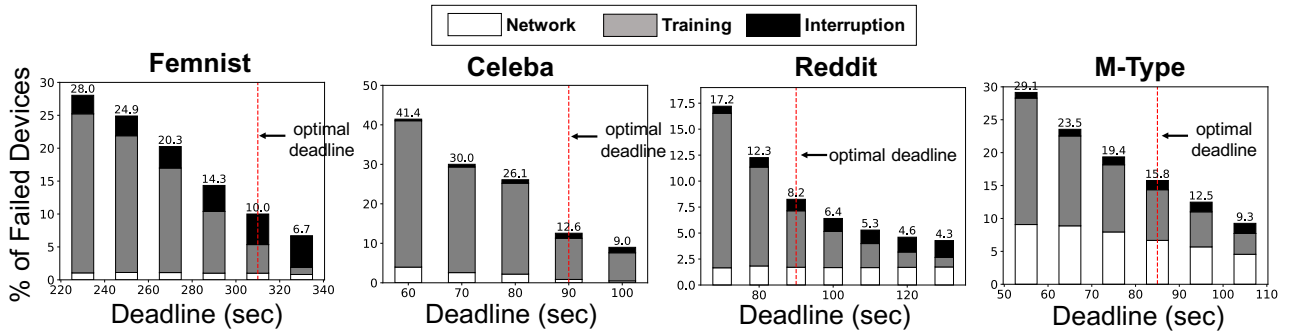 Network Training Interruption
Femnist
% of Failed Devices
30
25
20
15
10
5
0
28.0
24.9
20.3
14.3
10.0
6.7
optimal
deadline
220 240 260 280 300 320 340
Deadline (sec)
Celeba
50
40
30
20
10
0
41.4
30.0
26.1
12.6
9.0
optimal
deadline
60 70 80 90 100
Deadline (sec)
Reddit
17.5
15.0
12.5
10.0
7.5
5.0
2.5
0.0
17.2
12.3
8.2
6.4
5.3
4.6
4.3
optimal deadline
80 100 120
Deadline (sec)
M-Type
30
25
20
15
10
5
0
29.1
23.5
19.4
15.8
12.5
9.3
optimal
deadline
50 60 70 80 90 100 110
Deadline (sec)